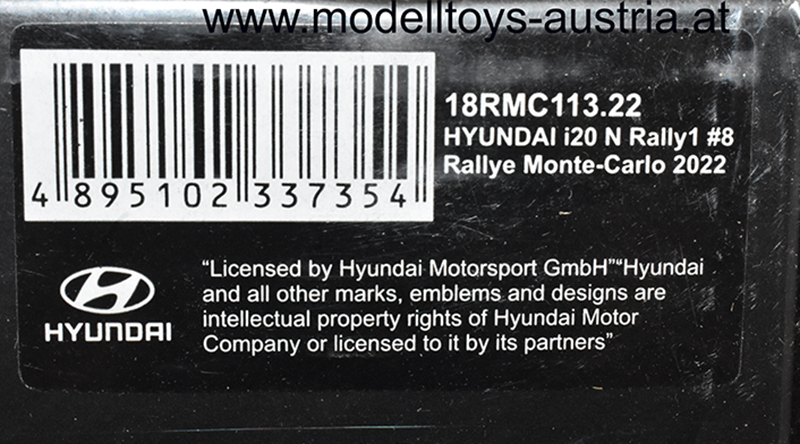 www.modelltoys-austria.at
18RMC113.22
HYUNDAI i20 N Rally1 #8
Rallye Monte-Carlo 2022
4 895102 337354
“Licensed by Hyundai Motorsport GmbH”“Hyundai
and all other marks, emblems and designs are
intellectual property rights of Hyundai Motor
Company or licensed to it by its partners”
HYUNDAI